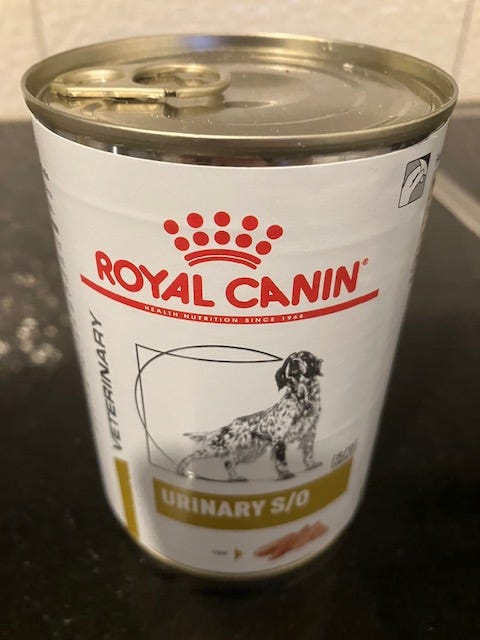 ROYAL CANIN®
HEALTH NUTRITION SINCE 1968
VETERINARY
URINARY S/O